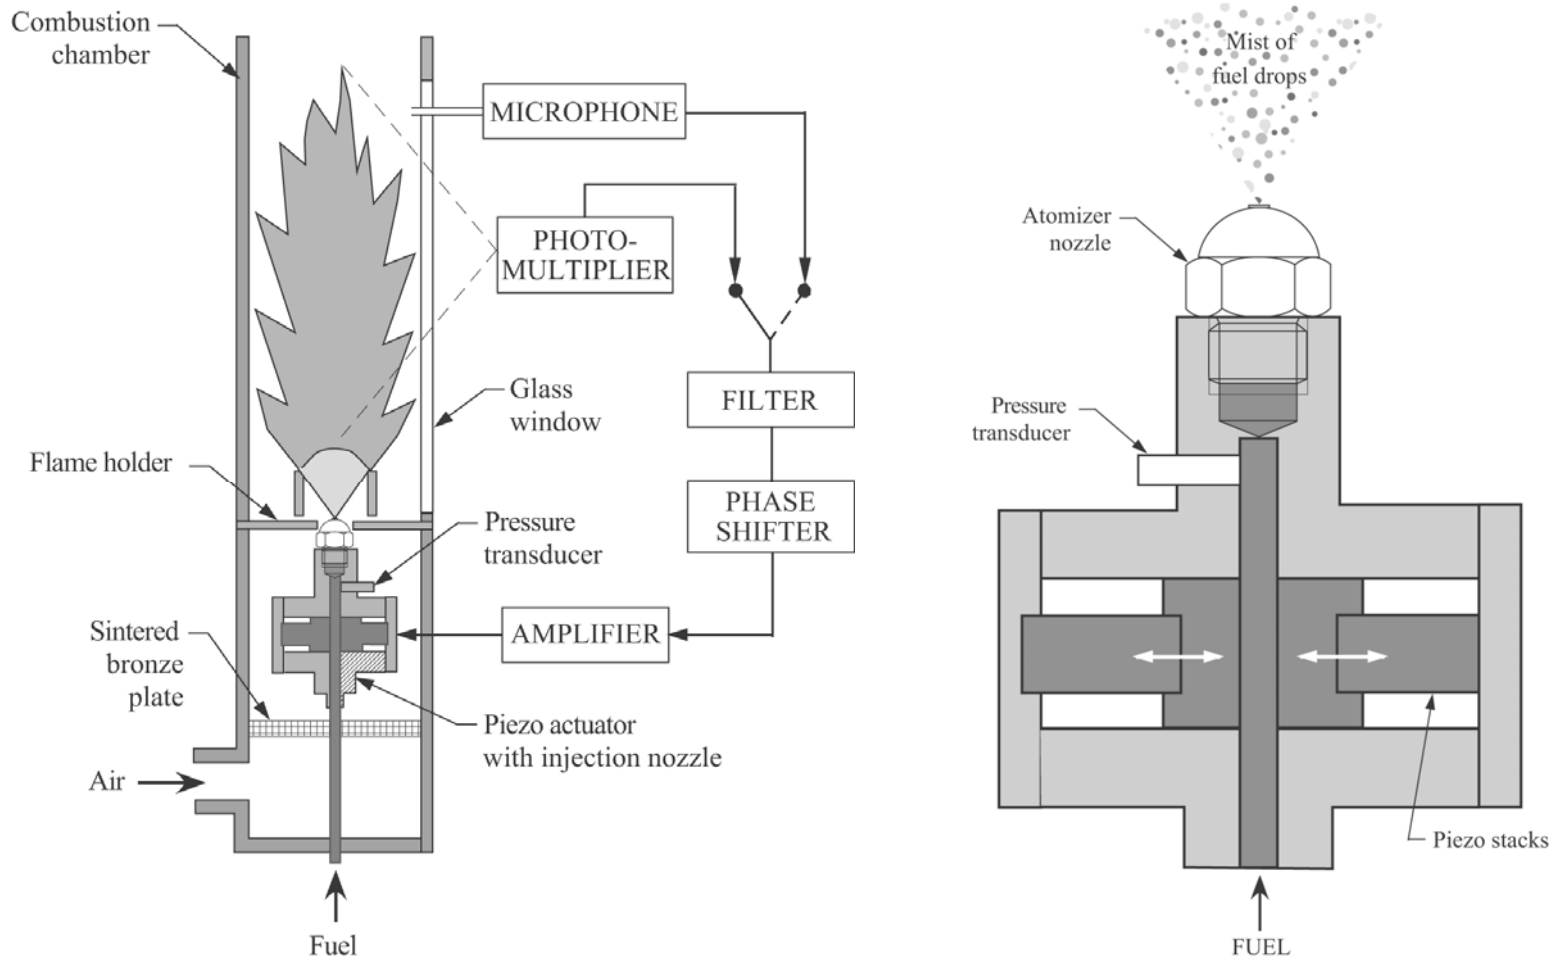 Combustion
chamber
MICROPHONE
PHOTO-
MULTIPLIER
Glass
window
FILTER
Flame holder
PHASE
SHIFTER
Pressure
transducer
AMPLIFIER
Sintered
bronze
plate
Piezo actuator
with injection nozzle
Air
Fuel
Mist of
fuel drops
Atomizer
nozzle
Pressure
transducer
Piezo stacks
FUEL